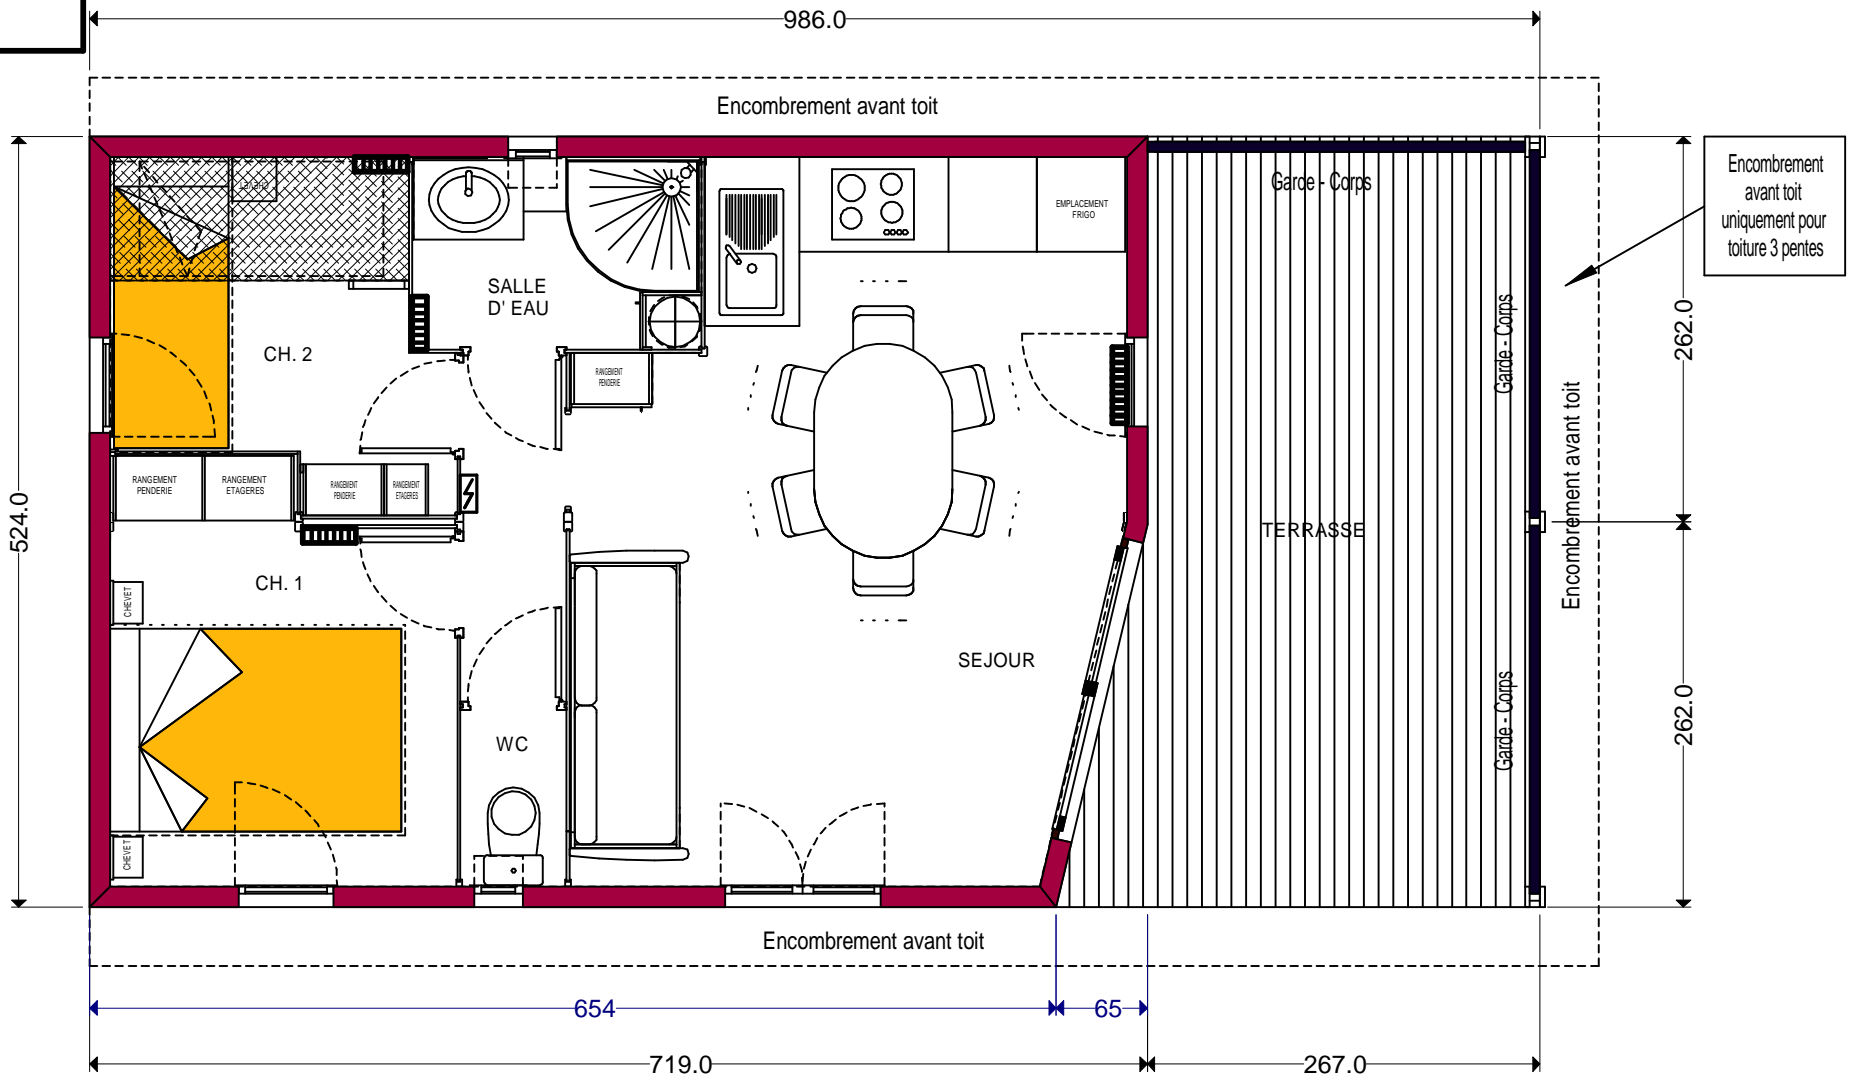 986.0
Encombrement avant toit
Encombrement
avant toit
uniquement pour
toiture 3 pentes
Garde - Corps
CHEVET
EMPLACEMENT
FRIGO
SALLE
D' EAU
CH. 2
RANGEMENT
PENDERIE
Garde - Corps
262.0
Encombrement avant toit
RANGEMENT
PENDERIE
RANGEMENT
ETAGERES
RANGEMENT
PENDERIE
RANGEMENT
ETAGERES
524.0
TERRASSE
CH. 1
CHEVET
SEJOUR
Garde - Corps
262.0
WC
CHEVET
Encombrement avant toit
654
65
719.0
267.0